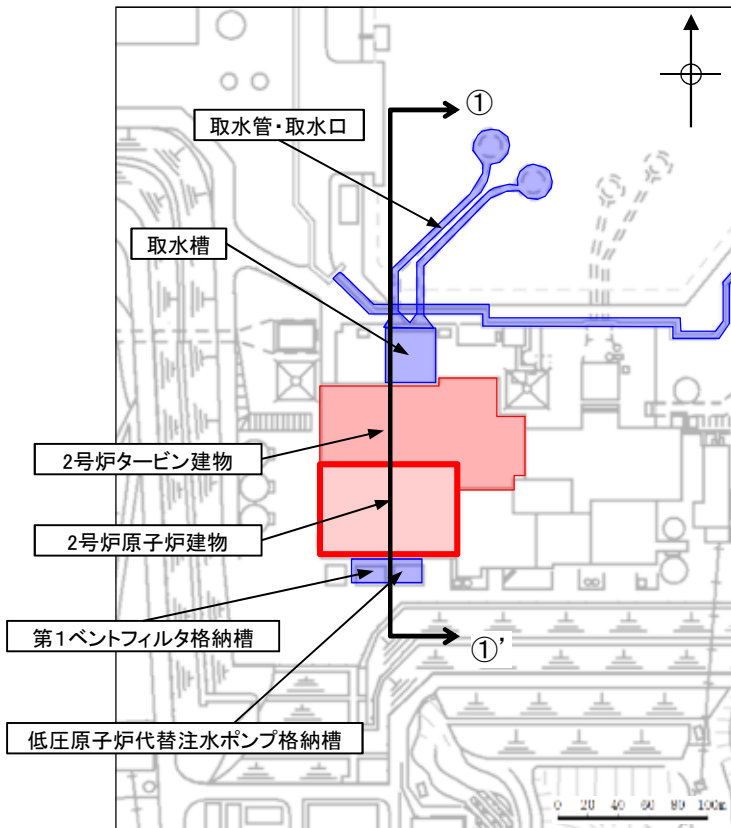 ①
取水管・取水口
取水槽
2号炉タービン建物
2号炉原子炉建物
第1ベントフィルタ格納槽
①’
低圧原子炉代替注水ポンプ格納槽
0 20 40 60 80 100m